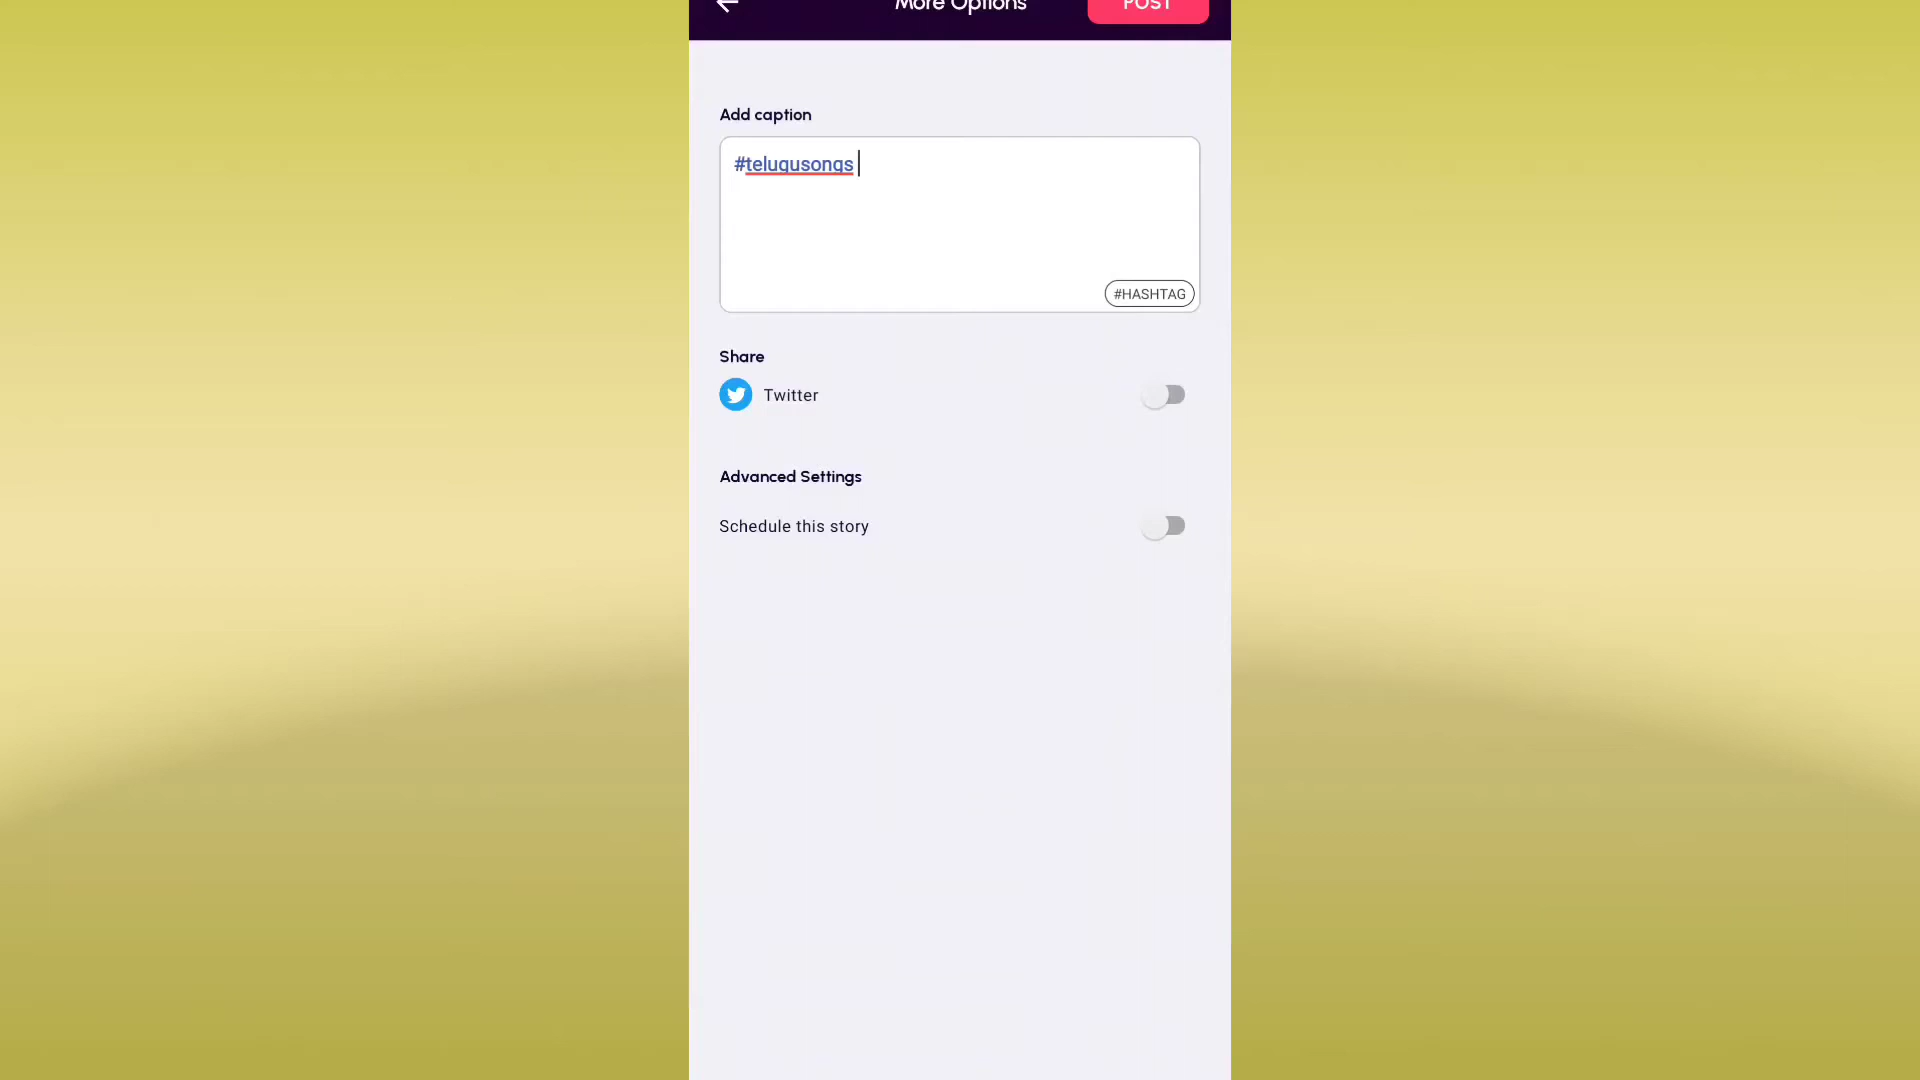 More Options
POST
Add caption
#telugusongs
#HASHTAG
Share
Twitter
Advanced Settings
Schedule this story